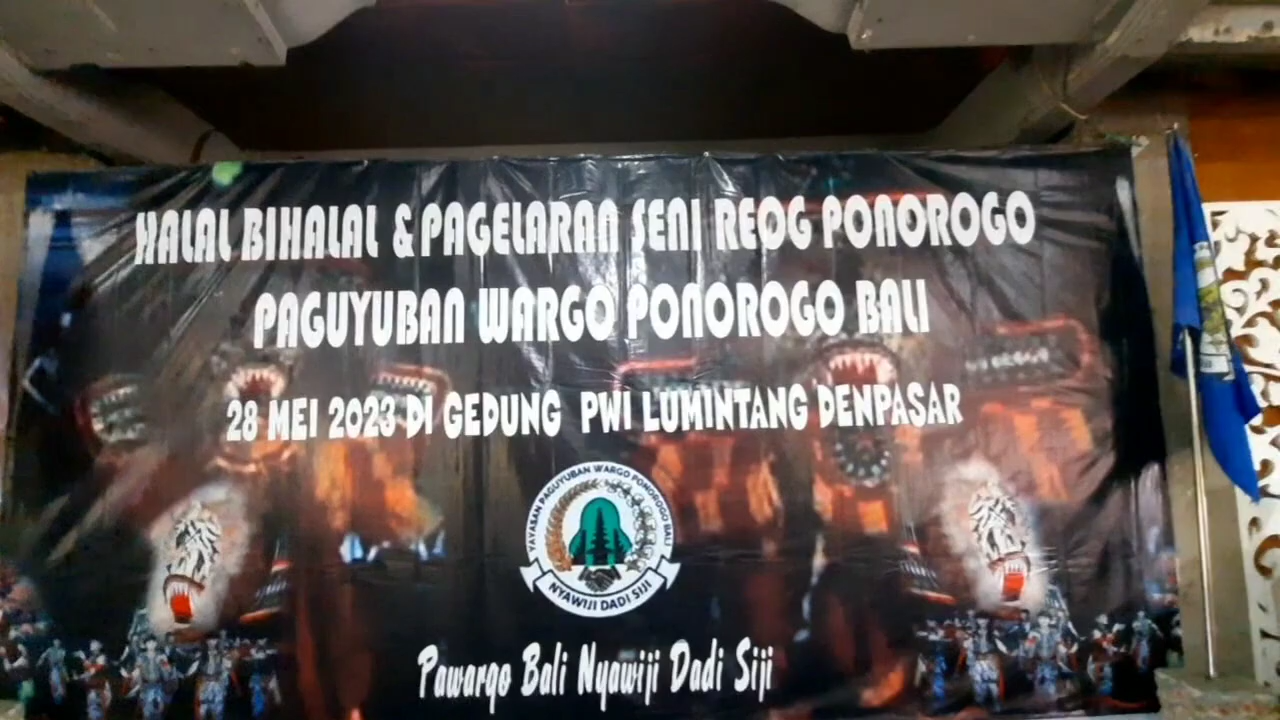 HALAL BIHALAL & PAGELARAN SENI REOG PONOROGO
PAGUYUBAN WARGO PONOROGO BALI
28 MEI 2023 DI GEDUNG PWI LUMINTANG DENPASAR
YAYASAN PAGUYUBAN WARGO PONOROGO BALI
NYAWIJI DADI SIJI
Pawargo Bali Nyawiji Dadi Siji